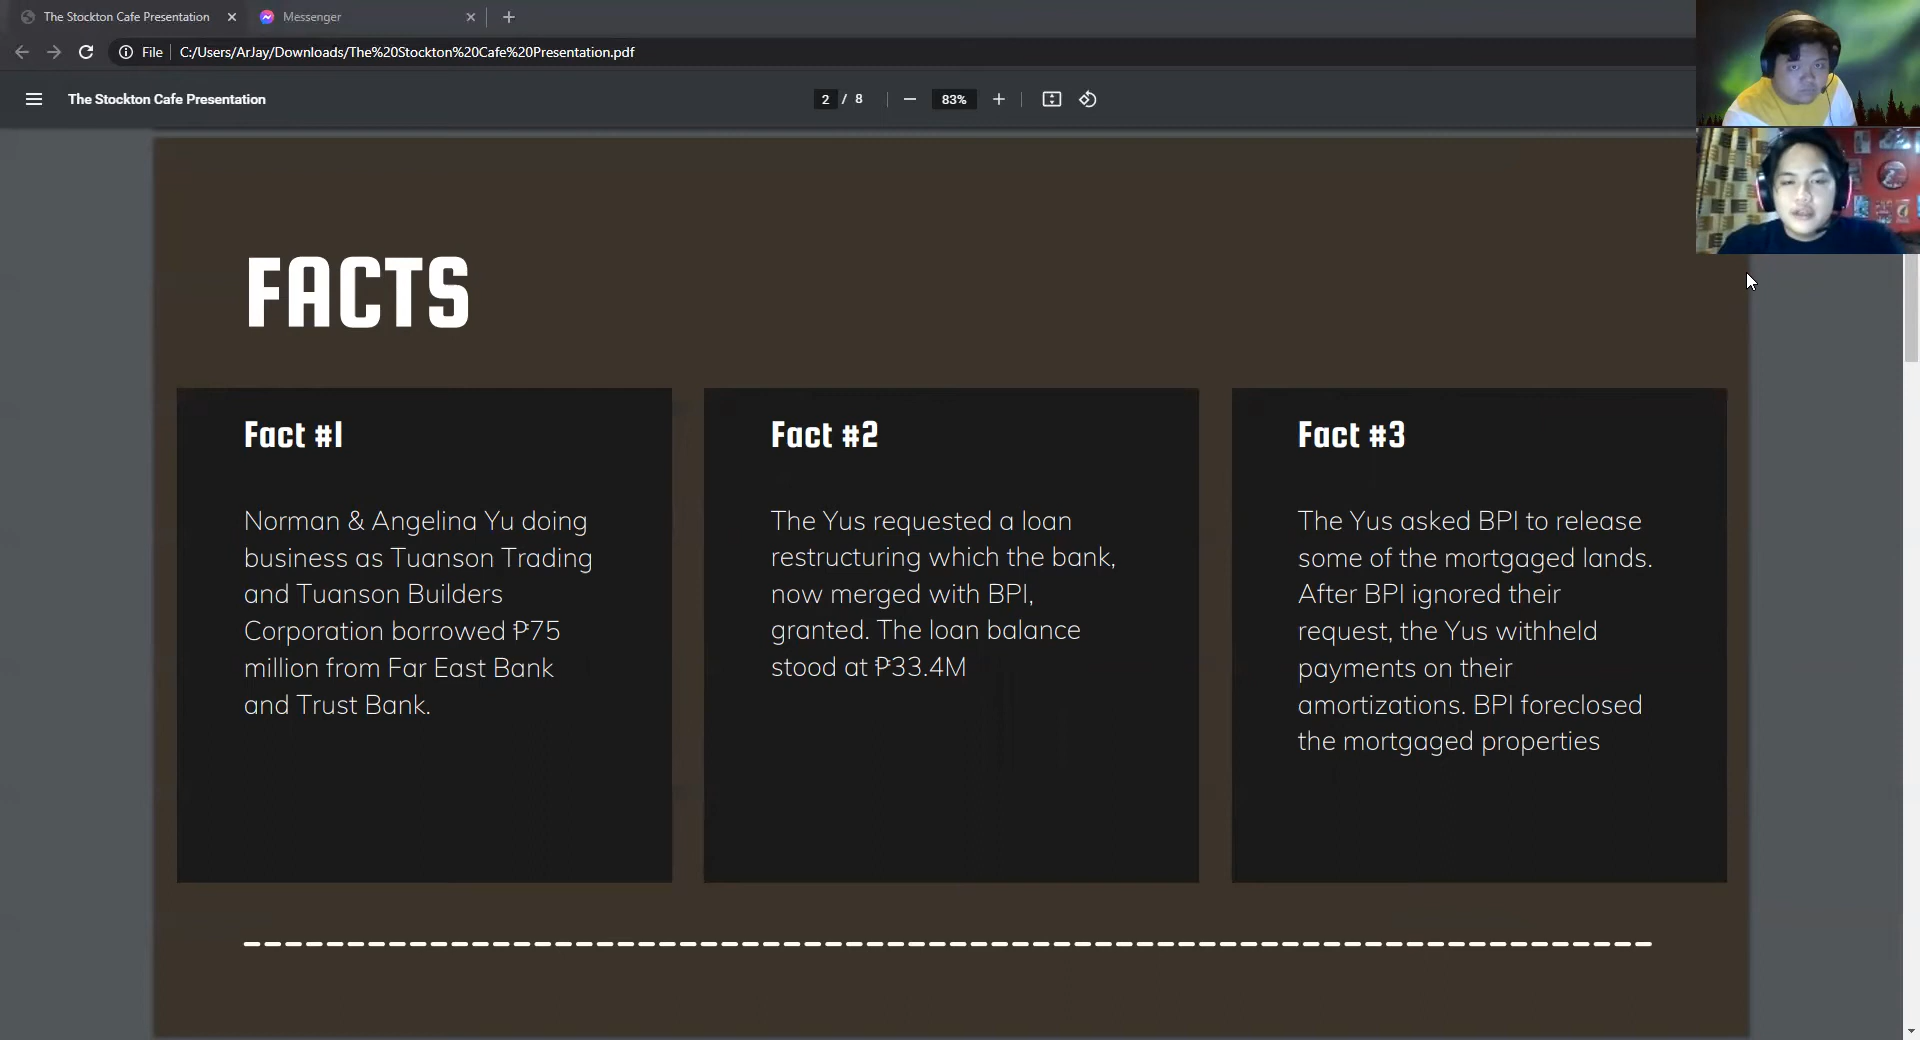 The Stockton Cafe Presentation
Messenger
File
C:/Users/ArJay/Downloads/The%20Stockton%20Cafe%20Presentation.pdf
The Stockton Cafe Presentation
2 / 8
83%
FACTS
Fact #1
Norman & Angelina Yu doing
business as Tuanson Trading
and Tuanson Builders
Corporation borrowed ₱75
million from Far East Bank
and Trust Bank.
Fact #2
The Yus requested a loan
restructuring which the bank,
now merged with BPI,
granted. The loan balance
stood at ₱33.4M
Fact #3
The Yus asked BPI to release
some of the mortgaged lands.
After BPI ignored their
request, the Yus withheld
payments on their
amortizations. BPI foreclosed
the mortgaged properties